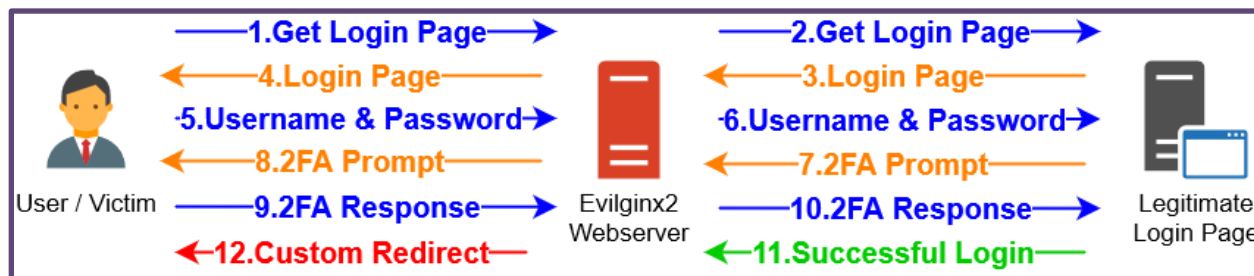 1.Get Login Page
2.Get Login Page
4.Login Page
3.Login Page
5.Username & Password
6.Username & Password
8.2FA Prompt
7.2FA Prompt
User / Victim
9.2FA Response
Evilginx2
Webserver
10.2FA Response
Legitimate
Login Page
12.Custom Redirect
11.Successful Login